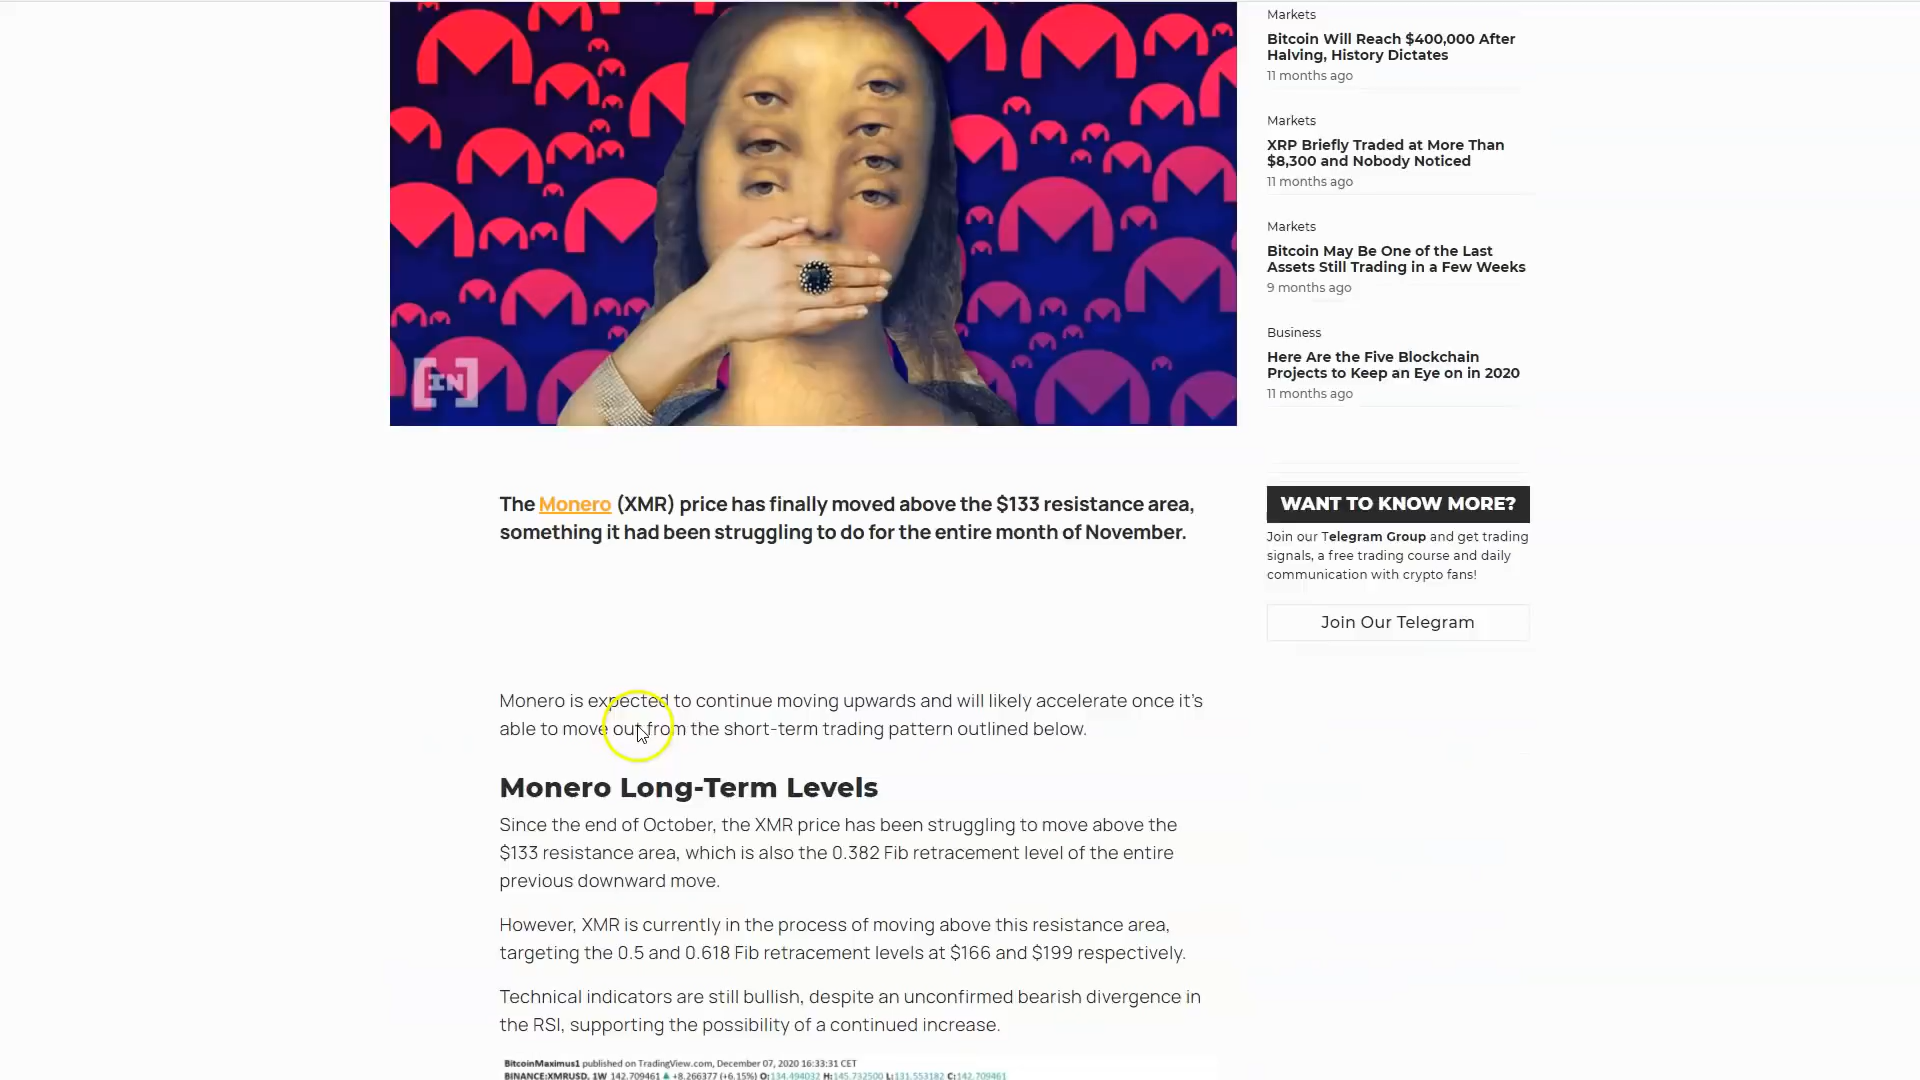 [IN]
The Monero (XMR) price has finally moved above the $133 resistance area,
something it had been struggling to do for the entire month of November.
Monero is expected to continue moving upwards and will likely accelerate once it's
able to move out from the short-term trading pattern outlined below.
Monero Long-Term Levels
Since the end of October, the XMR price has been struggling to move above the
$133 resistance area, which is also the 0.382 Fib retracement level of the entire
previous downward move.
However, XMR is currently in the process of moving above this resistance area,
targeting the 0.5 and 0.618 Fib retracement levels at $166 and $199 respectively.
Technical indicators are still bullish, despite an unconfirmed bearish divergence in
the RSI, supporting the possibility of a continued increase.
BitcoinMaximus1 published on TradingView.com, December 07, 2020 16:33:31 CET
BINANCE:XMRUSD, 1W 142.709461 ▲ +8.266377 (+6.15%) O:134.494032 H:145.732500 L:131.553182 C:142.709461
Markets
Bitcoin Will Reach $400,000 After
Halving, History Dictates
11 months ago
Markets
XRP Briefly Traded at More Than
$8,300 and Nobody Noticed
11 months ago
Markets
Bitcoin May Be One of the Last
Assets Still Trading in a Few Weeks
9 months ago
Business
Here Are the Five Blockchain
Projects to Keep an Eye on in 2020
11 months ago
WANT TO KNOW MORE?
Join our Telegram Group and get trading
signals, a free trading course and daily
communication with crypto fans!
Join Our Telegram